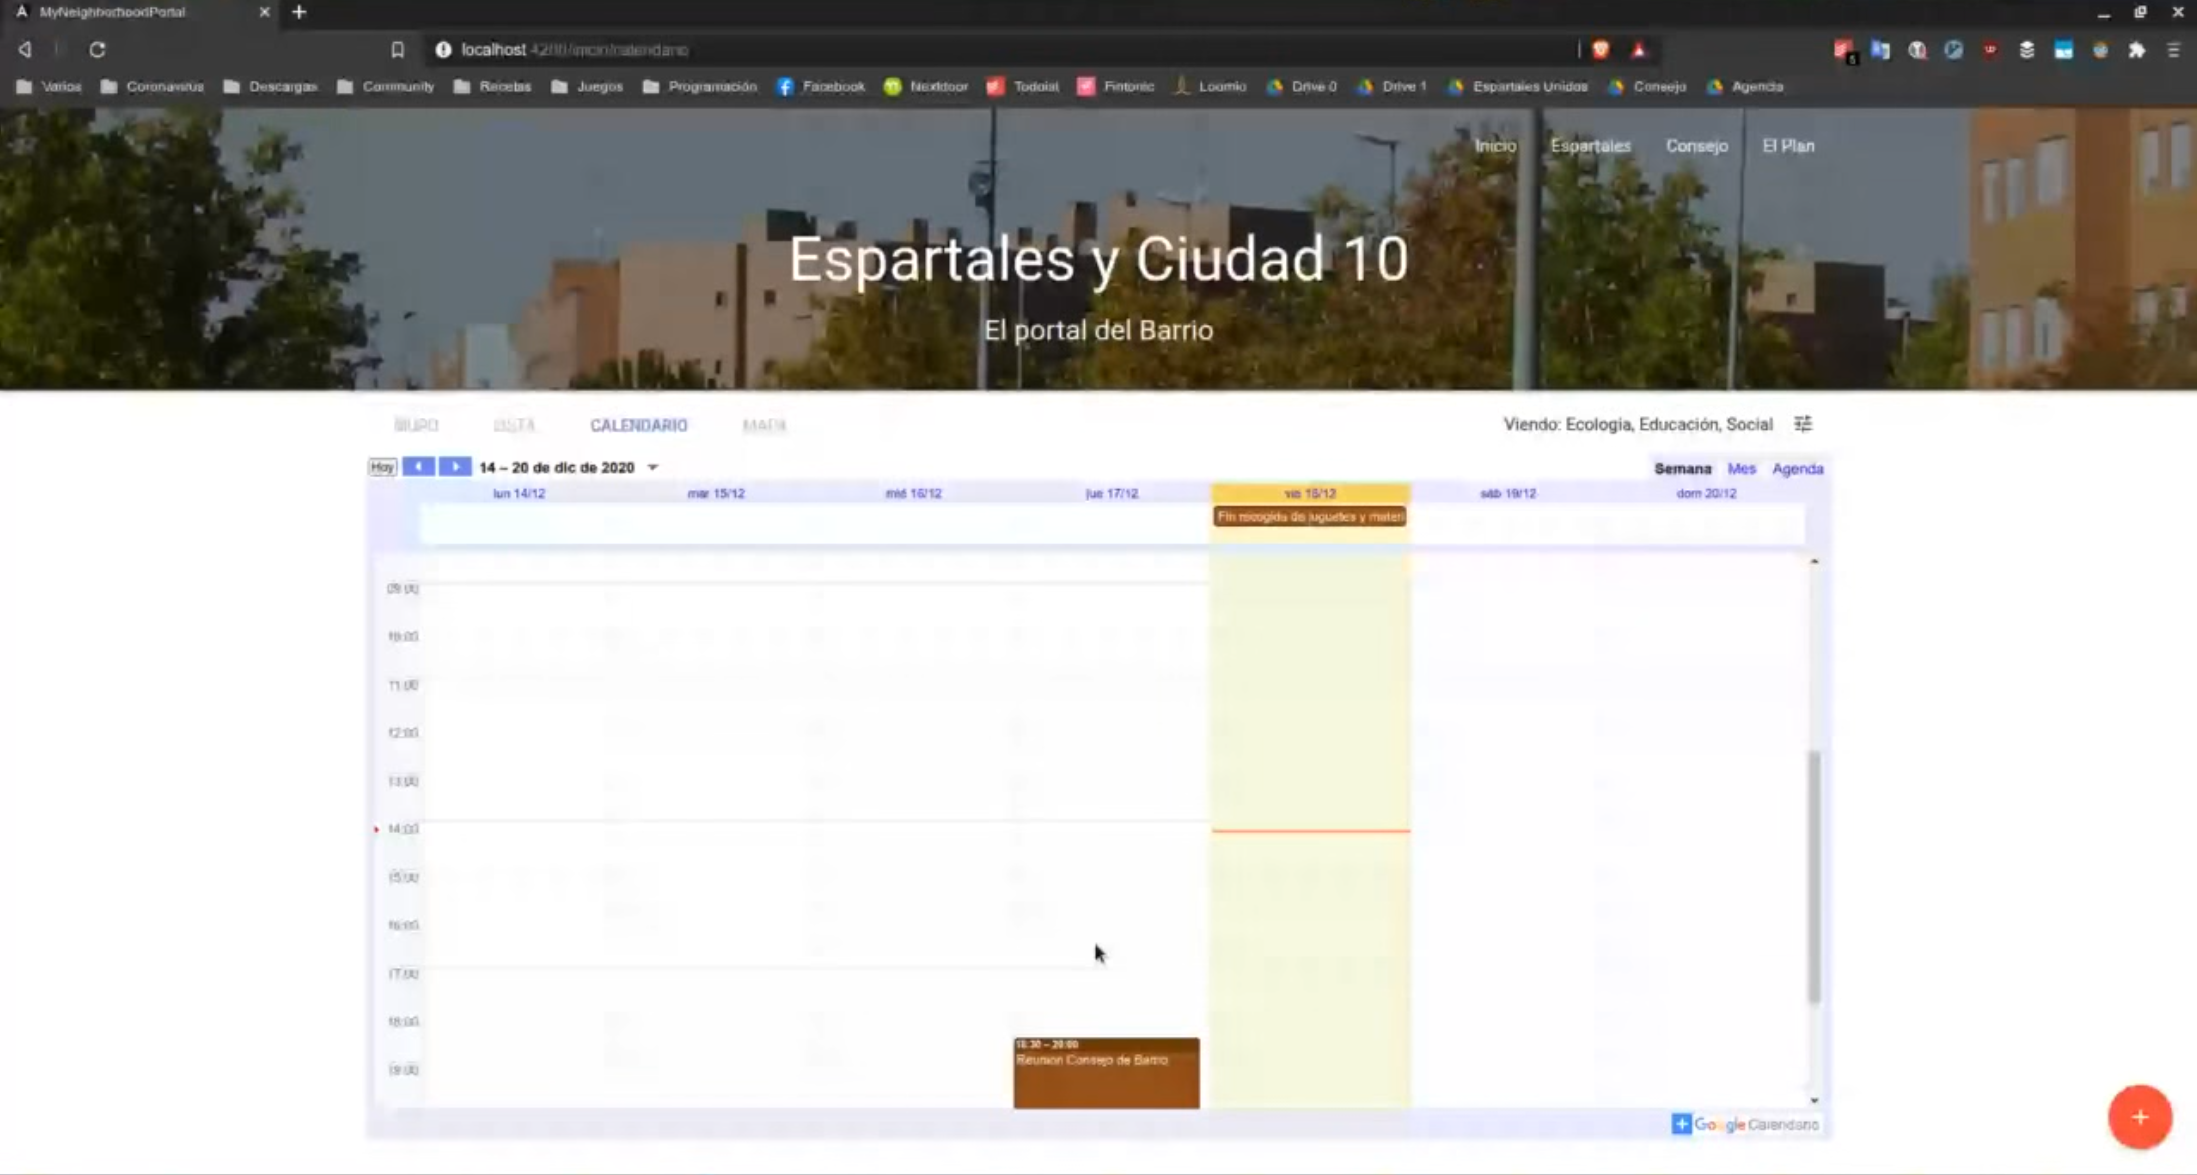 MyNeighborhoodPortal
localhost:4200/inicio/calendario
Varios Coronavirus Descargas Community Recetas Juegos Programación Facebook Nextdoor Todoist Fintonic Loomio Drive 0 Drive 1 Espartales Unidos Consejo Agenda
Inicio Espartales Consejo El Plan
Espartales y Ciudad 10
El portal del Barrio
CALENDARIO MAPA
Viendo: Ecologia, Educación, Social
Hoy 14 – 20 de dic de 2020
Semana Mes Agenda
lun 14/12 mar 15/12 mié 16/12 jue 17/12 vie 18/12 sáb 19/12 dom 20/12
Fin recogida de juguetes y materi
09:00
10:00
11:00
12:00
13:00
14:00
15:00
16:00
17:00
18:00
18:30 – 20:00
Reunion Consejo de Barrio
19:00
Google Calendario